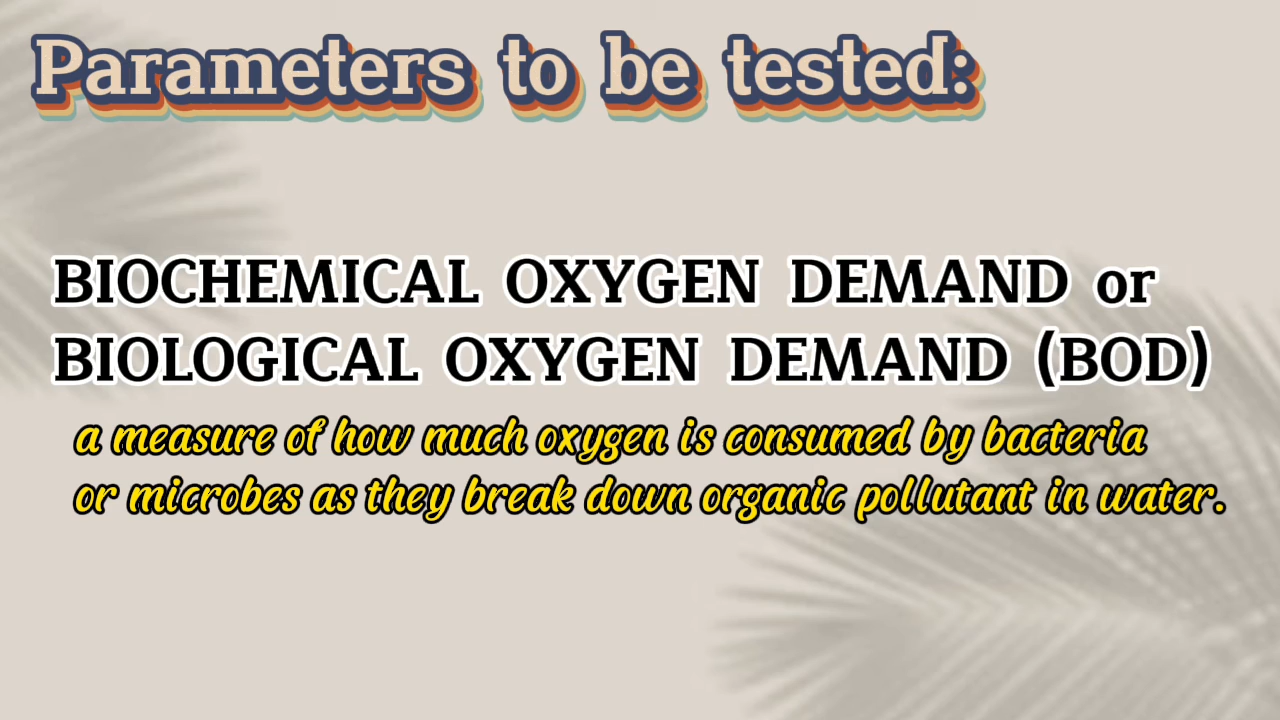 Parameters to be tested:
BIOCHEMICAL OXYGEN DEMAND or
BIOLOGICAL OXYGEN DEMAND (BOD)
a measure of how much oxygen is consumed by bacteria
or microbes as they break down organic pollutant in water.